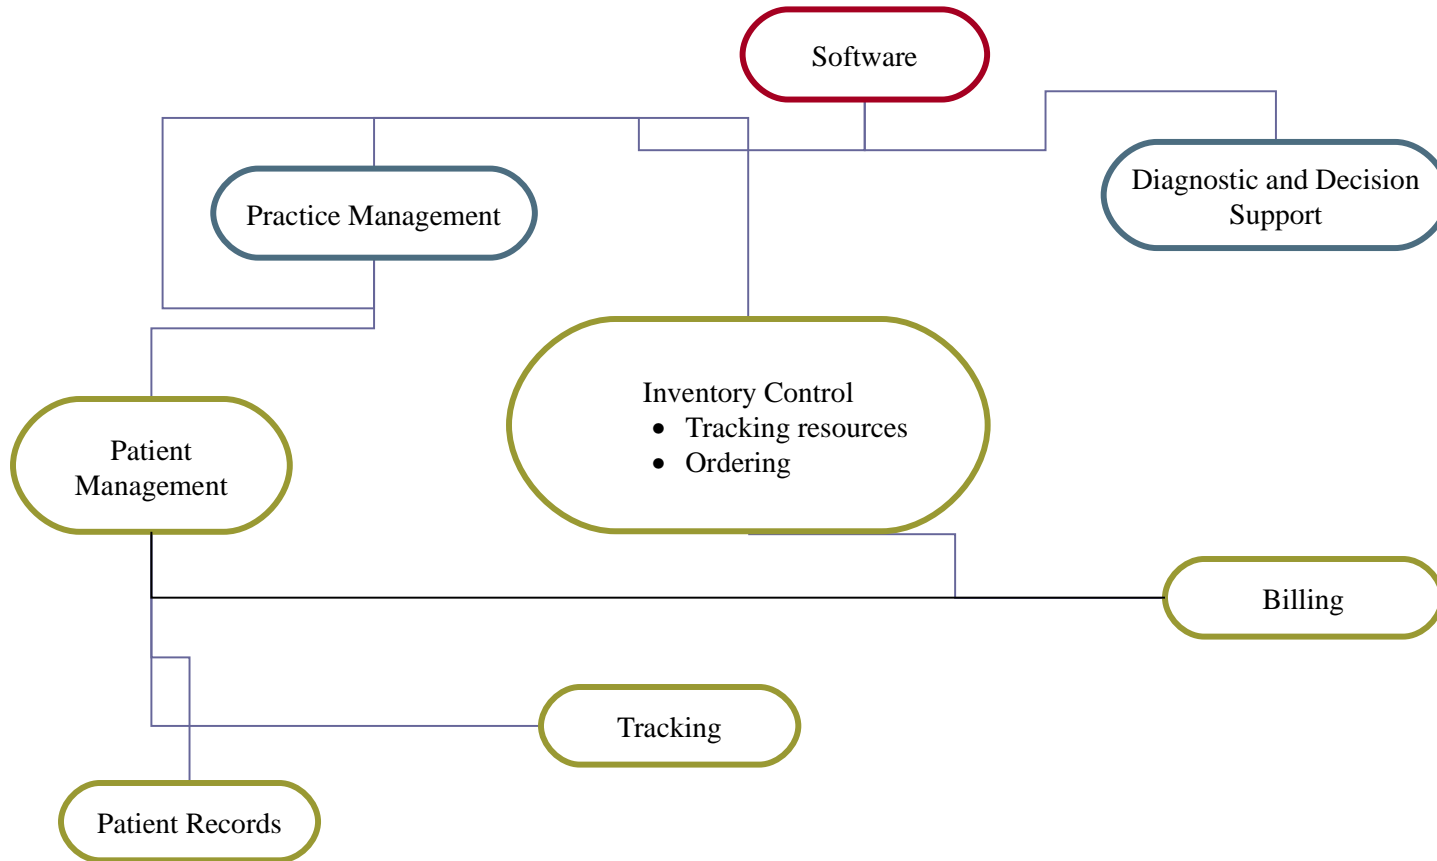 Software
Diagnostic and Decision
Support
Practice Management
Inventory Control
• Tracking resources
• Ordering
Patient
Management
Billing
Tracking
Patient Records